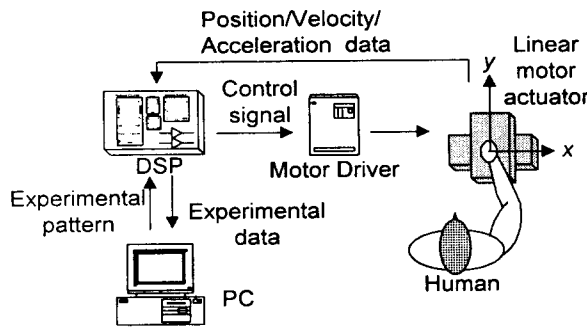 Position/Velocity/
Acceleration data
Linear
motor
actuator
y
x
Control
signal
DSP
Motor Driver
Experimental
pattern
Experimental
data
PC
Human